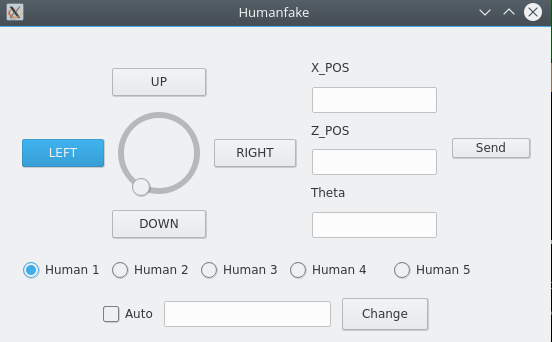 Humanfake
UP
X_POS
Z_POS
LEFT
RIGHT
Send
Theta
DOWN
Human 1 Human 2 Human 3 Human 4 Human 5
Auto Change